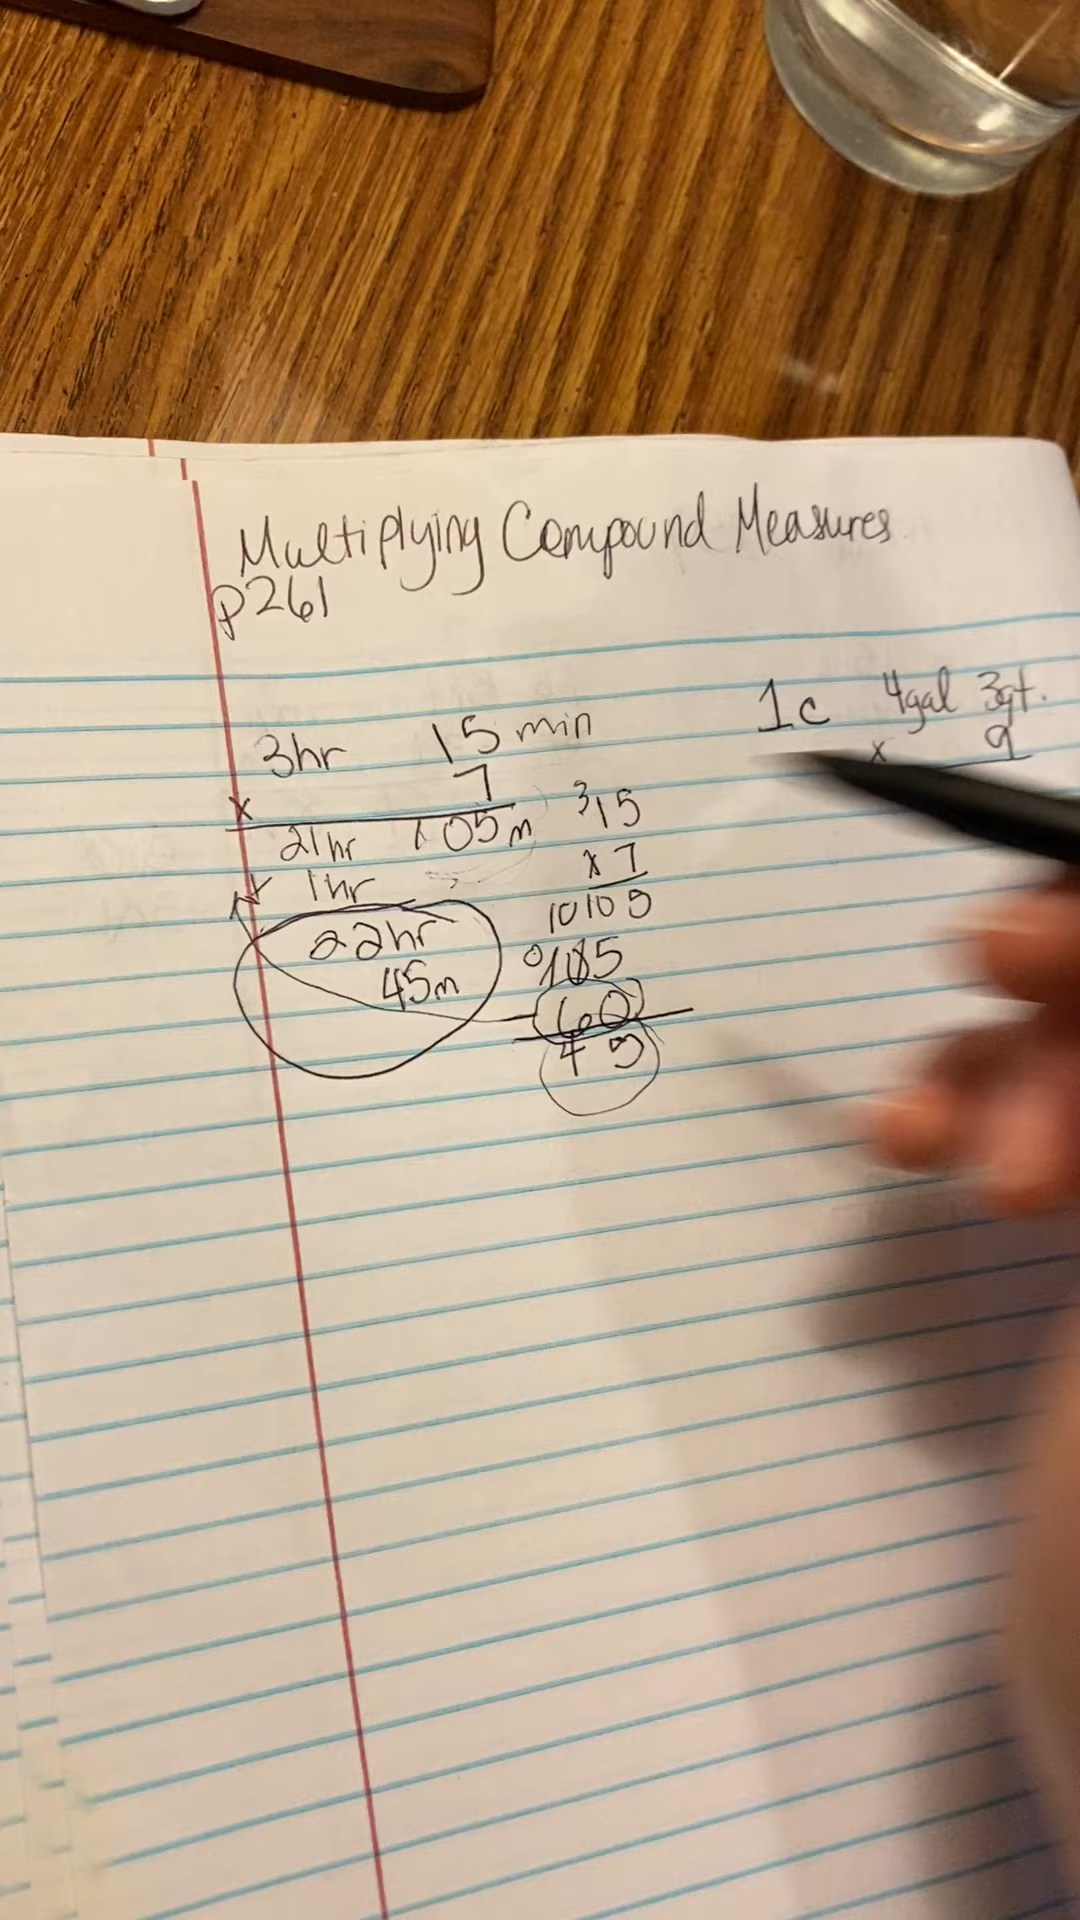 Multiplying Compound Measures
p261
3hr 15 min
x 7
21hr 105m
+ 1hr
22hr
45m
³15
x 7
105
105
60
45
1c 4gal 3qt.
x 9